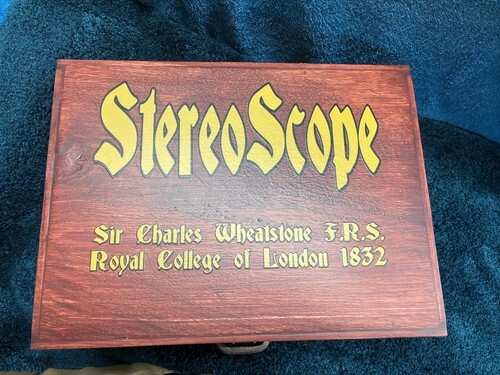 StereoScope
Sir Charles Wheatstone F.R.S.
Royal College of London 1832